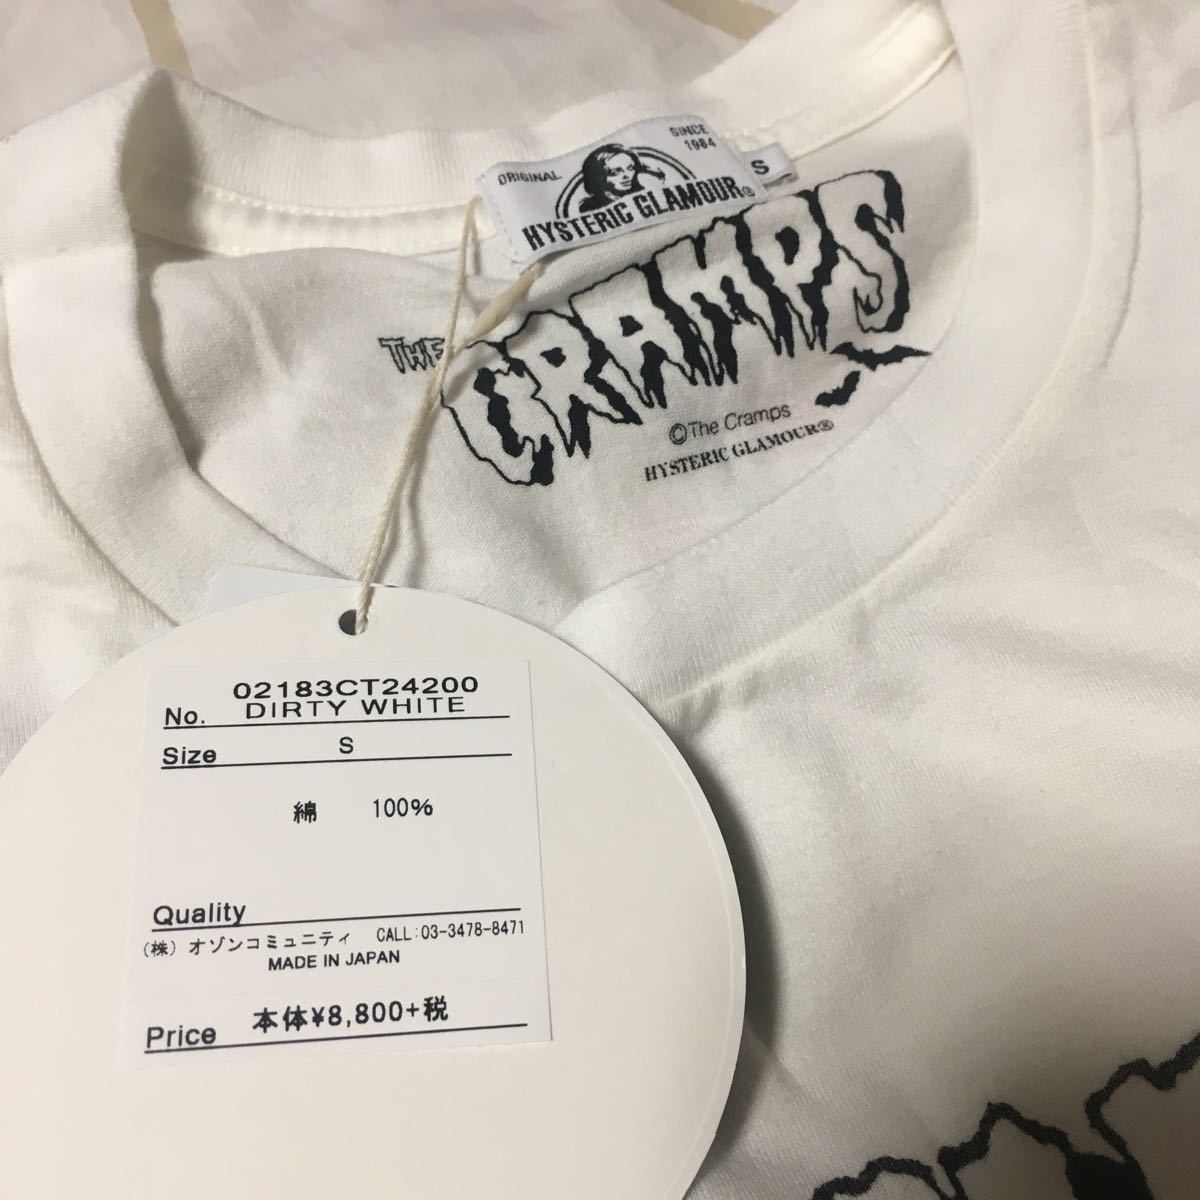 ORIGINAL
SINCE
1984
HYSTERIC GLAMOUR®
S
THE
CRAMPS
©The Cramps
HYSTERIC GLAMOUR®
02183CT24200
No. DIRTY WHITE
Size S
綿 100%
Quality
(株) オゾンコミュニティ CALL:03-3478-8471
MADE IN JAPAN
Price 本体¥8,800+税